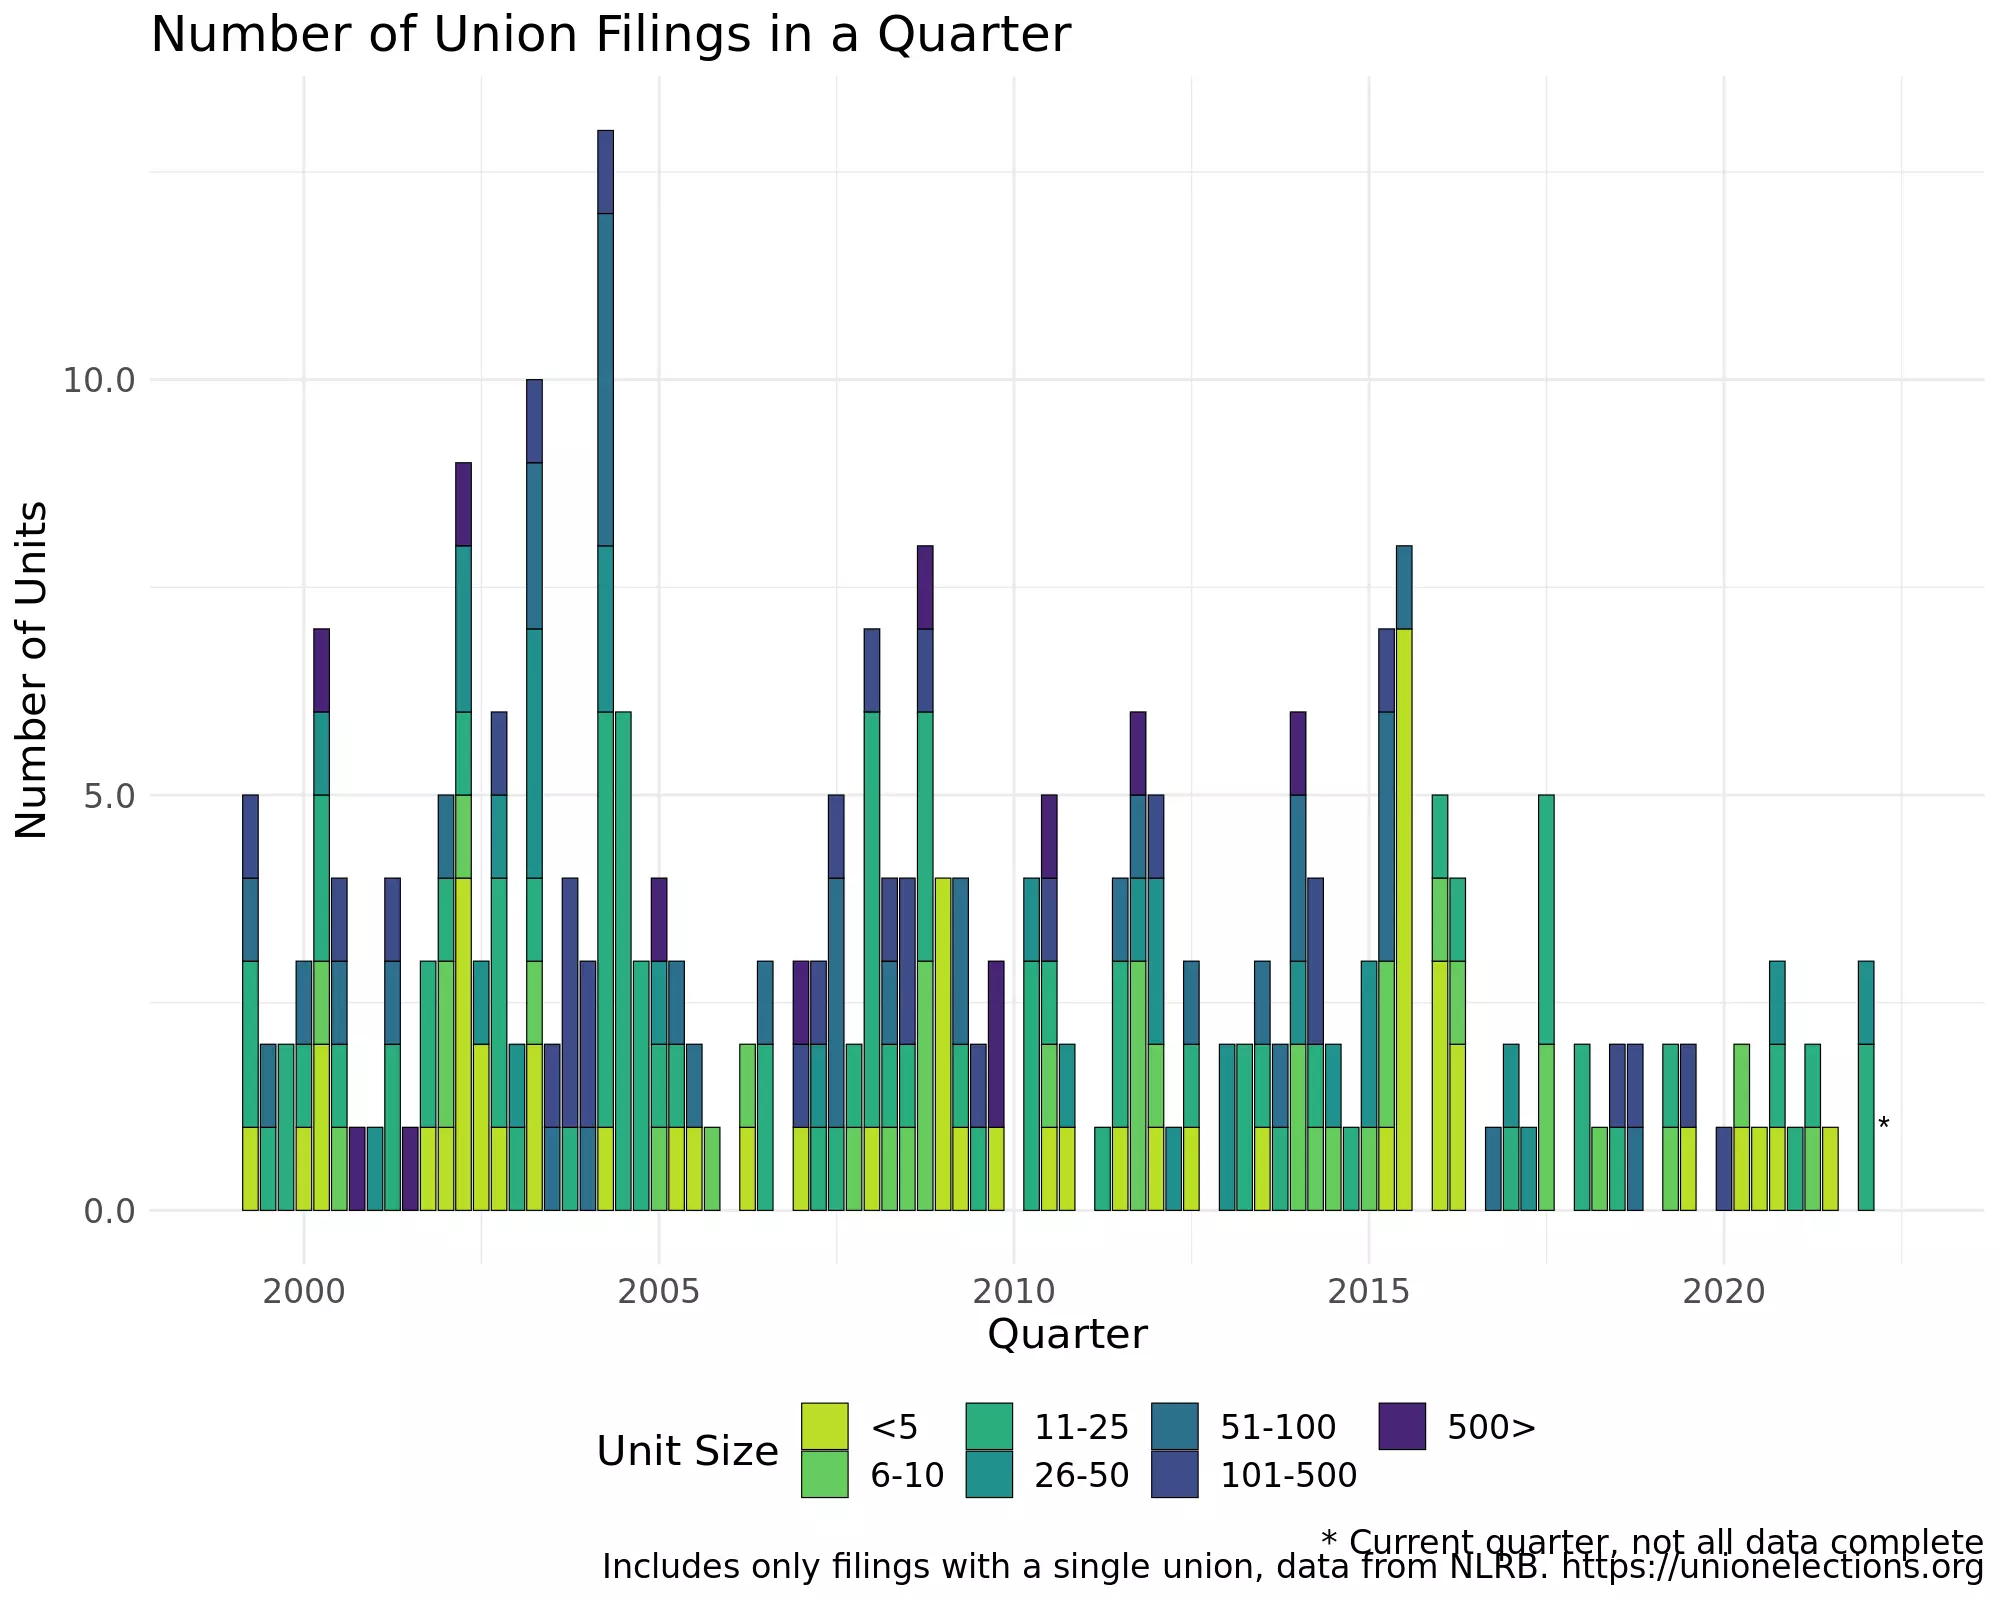 Number of Union Filings in a Quarter
Number of Units
10.0
5.0
0.0
*
2000 2005 2010 2015 2020
Quarter
Unit Size
<5 11-25 51-100 500>
6-10 26-50 101-500
* Current quarter, not all data complete
Includes only filings with a single union, data from NLRB. https://unionelections.org